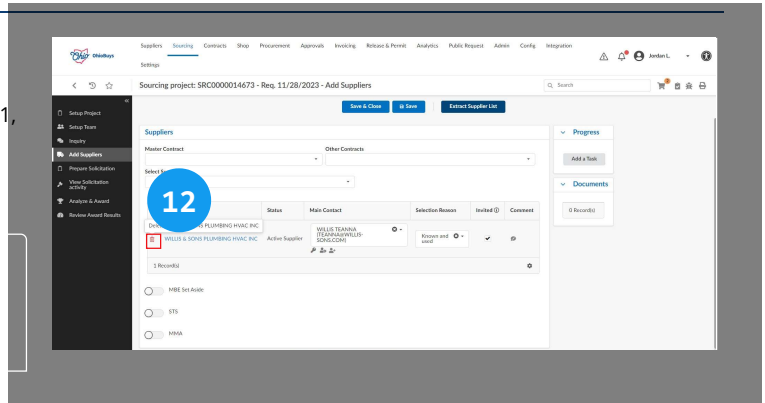 1,
Ohio OhioBuys
Suppliers Sourcing Contracts Shop Procurement Approvals Invoicing Release & Permit Analytics Public Request Admin Config Integration
Settings
Jordan L.
Sourcing project: SRC0000014673 - Req. 11/28/2023 - Add Suppliers
Search
Setup Project
Setup Team
Inquiry
Add Suppliers
Prepare Solicitation
View Solicitation
activity
Analyze & Award
Review Award Results
Save & Close Save Extract Supplier List
Suppliers
Master Contract Other Contracts
12
Status Main Contact Selection Reason Invited Comment
PLUMBING HVAC INC
WILLIS & SONS PLUMBING HVAC INC Active Supplier
WILLIS TEANNA
(TEANNA@WILLIS-
SONS.COM)
Known and
used
1 Record(s)
MBE Set Aside
STS
MMA
Progress
Add a Task
Documents
0 Record(s)